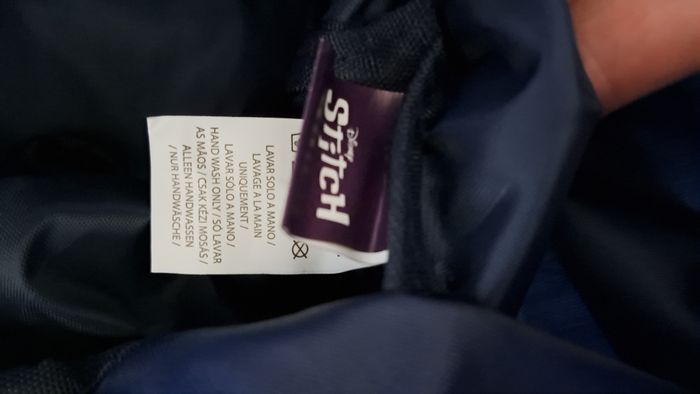 Disney
StitcH
LAVAR SOLO A MANO /
LAVAGE A LA MAIN
UNIQUEMENT /
LAVAR SÓLO A MANO /
HAND WASH ONLY / SÓ LAVAR
AS MÃOS / CSAK KÉZI MOSÁS /
ALLEEN HANDWASSEN
/ NUR HANDWÄSCHE /